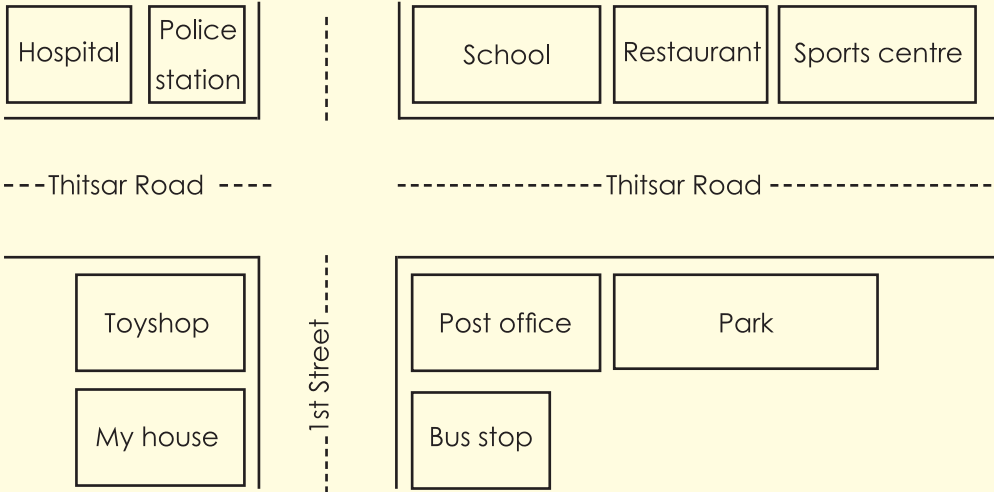 Hospital
Police
station
School
Restaurant
Sports centre
Thitsar Road
Thitsar Road
Toyshop
1st Street
Post office
Park
My house
Bus stop